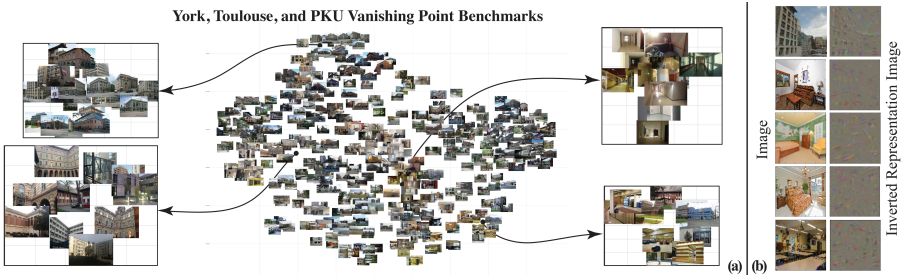 York, Toulouse, and PKU Vanishing Point Benchmarks
(a)
Image
Inverted Representation Image
(b)